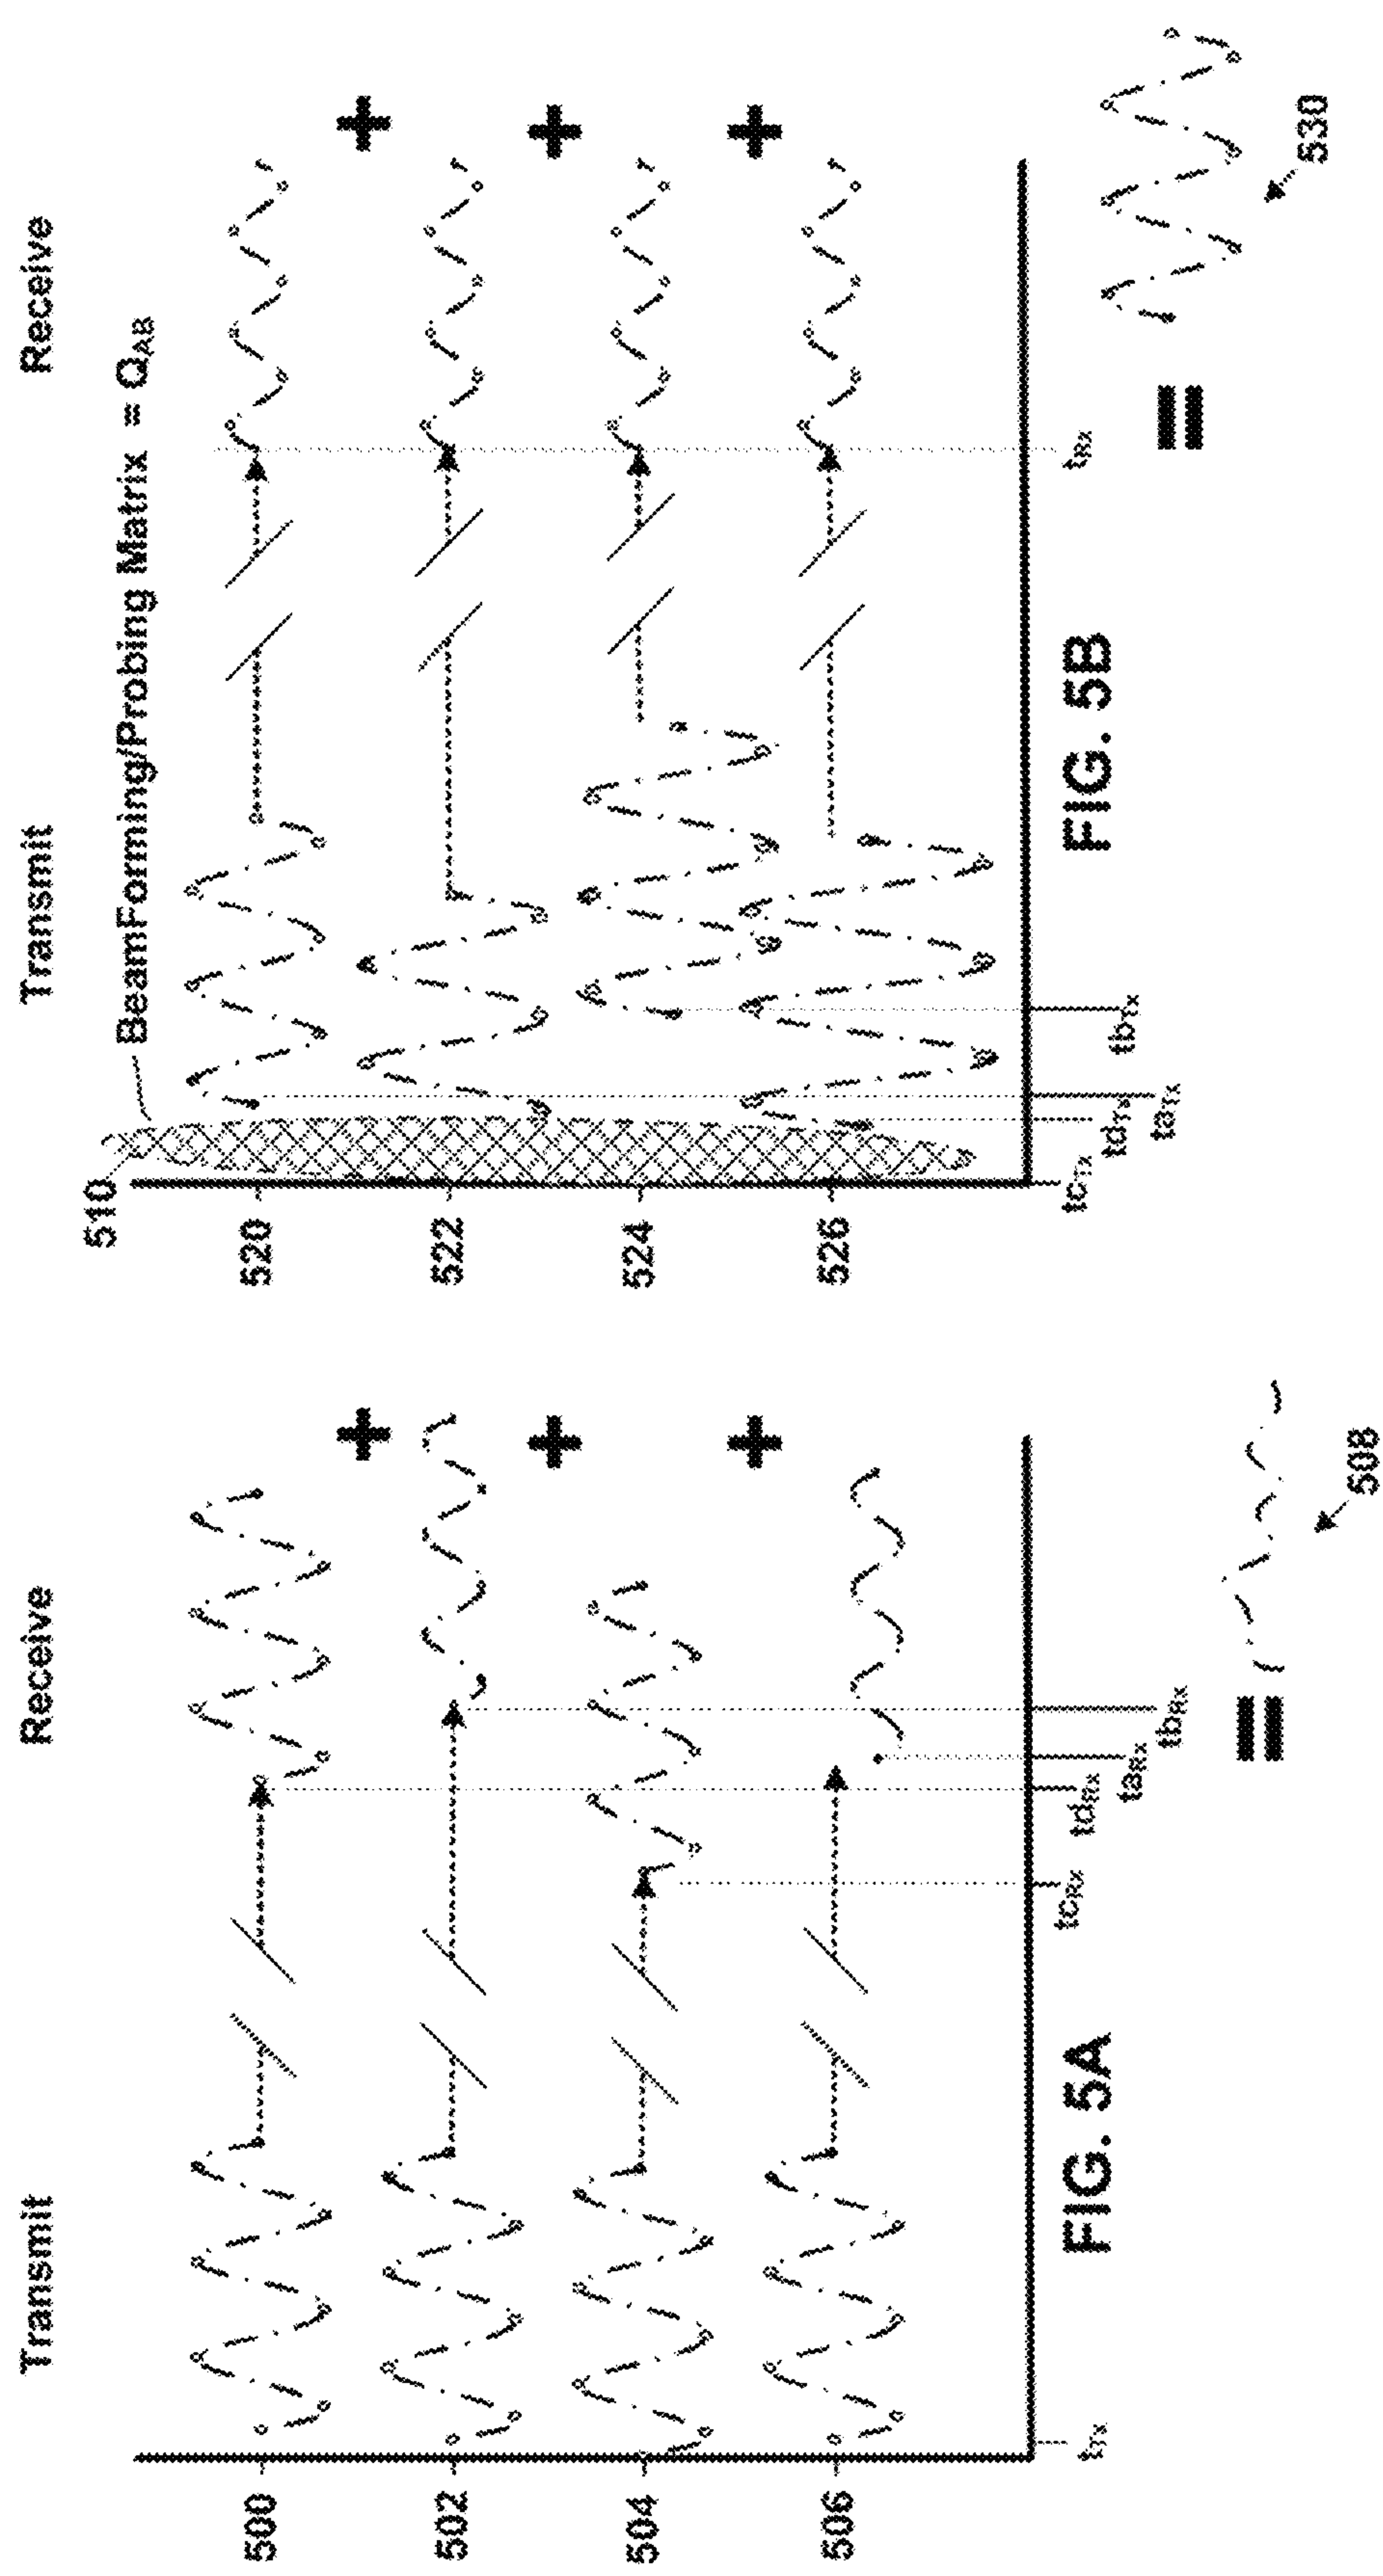 Transmit
Receive
500
502
504
506
+
+
+
tTx
tcRx
tdRx
taRx
tbRx
FIG. 5A
=
508
Transmit
Receive
BeamForming/Probing Matrix = QAB
510
520
522
524
526
+
+
+
tcTx
tdTx
taTx
tbTx
tRx
FIG. 5B
=
530